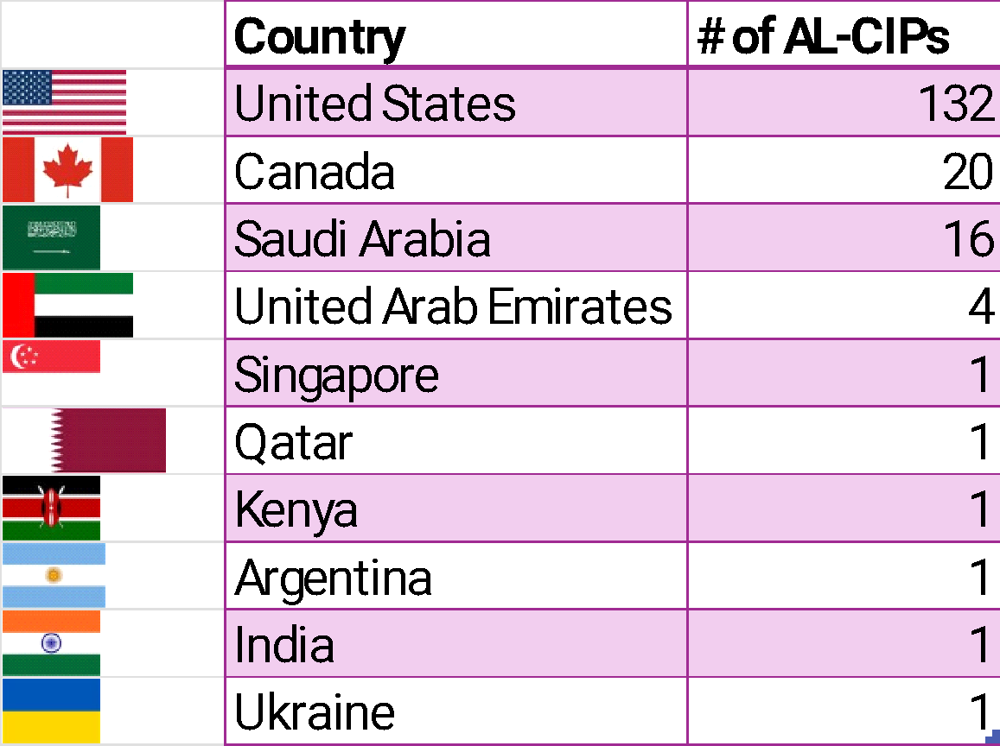 Country # of AL-CIPs
United States 132
Canada 20
Saudi Arabia 16
United Arab Emirates 4
Singapore 1
Qatar 1
Kenya 1
Argentina 1
India 1
Ukraine 1